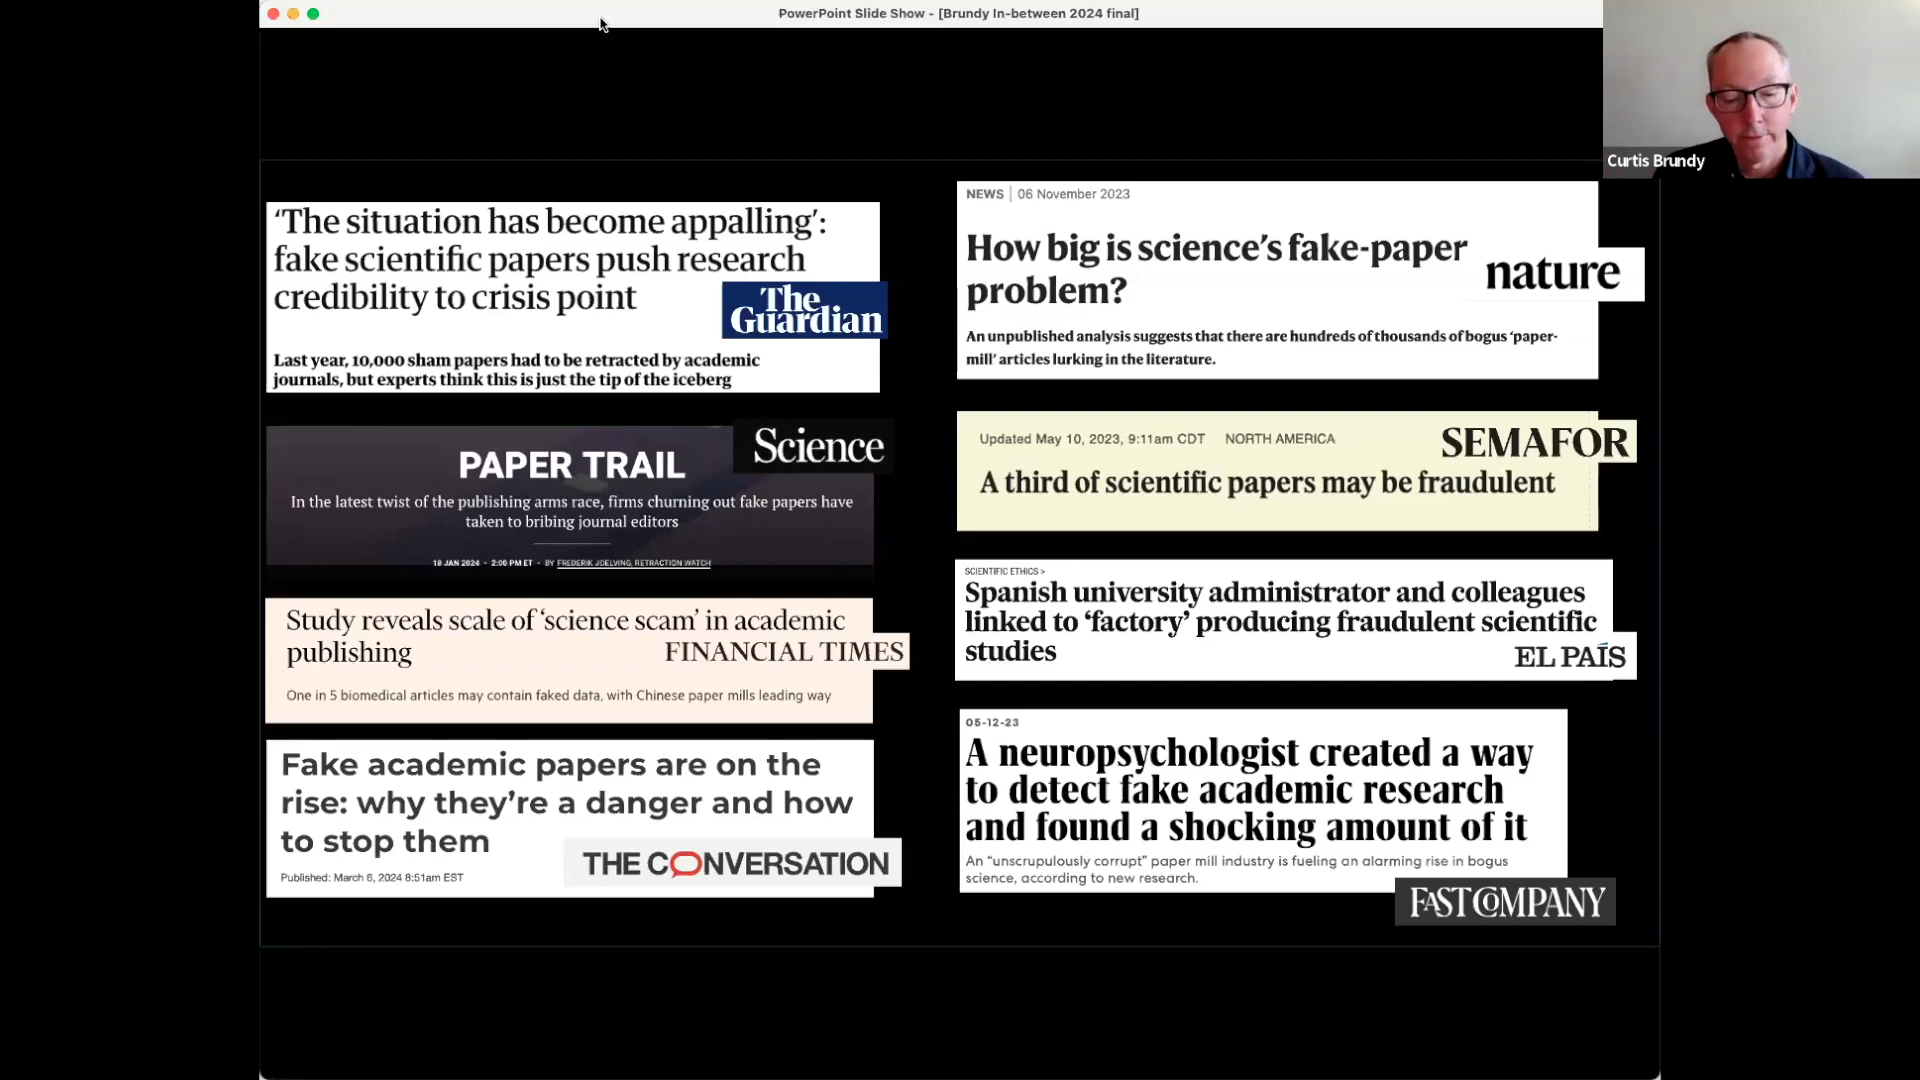 PowerPoint Slide Show - [Brundy In-between 2024 final]
Curtis Brundy
‘The situation has become appalling’:
fake scientific papers push research
credibility to crisis point
The
Guardian
Last year, 10,000 sham papers had to be retracted by academic
journals, but experts think this is just the tip of the iceberg
Science
PAPER TRAIL
In the latest twist of the publishing arms race, firms churning out fake papers have
taken to bribing journal editors
18 JAN 2024 • 2:00 PM ET • BY FREDERIK JOELVING, RETRACTION WATCH
Study reveals scale of ‘science scam’ in academic
publishing
FINANCIAL TIMES
One in 5 biomedical articles may contain faked data, with Chinese paper mills leading way
Fake academic papers are on the
rise: why they’re a danger and how
to stop them
THE CONVERSATION
Published: March 6, 2024 8:51am EST
NEWS | 06 November 2023
How big is science’s fake-paper
problem?
nature
An unpublished analysis suggests that there are hundreds of thousands of bogus ‘paper-
mill’ articles lurking in the literature.
Updated May 10, 2023, 9:11am CDT NORTH AMERICA
SEMAFOR
A third of scientific papers may be fraudulent
SCIENTIFIC ETHICS >
Spanish university administrator and colleagues
linked to ‘factory’ producing fraudulent scientific
studies
EL PAÍS
05-12-23
A neuropsychologist created a way
to detect fake academic research
and found a shocking amount of it
An “unscrupulously corrupt” paper mill industry is fueling an alarming rise in bogus
science, according to new research.
FAST COMPANY